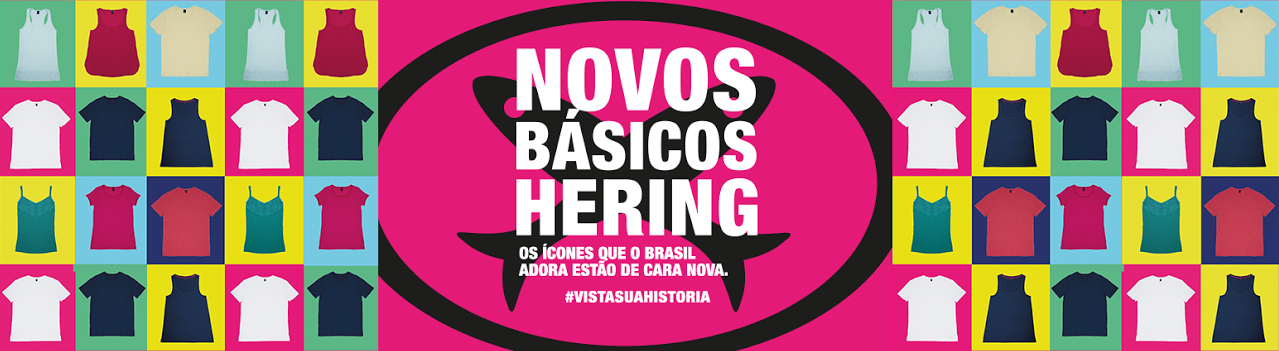 NOVOS
BÁSICOS
HERING
OS ÍCONES QUE O BRASIL
ADORA ESTÃO DE CARA NOVA.
#VISTASUAHISTORIA